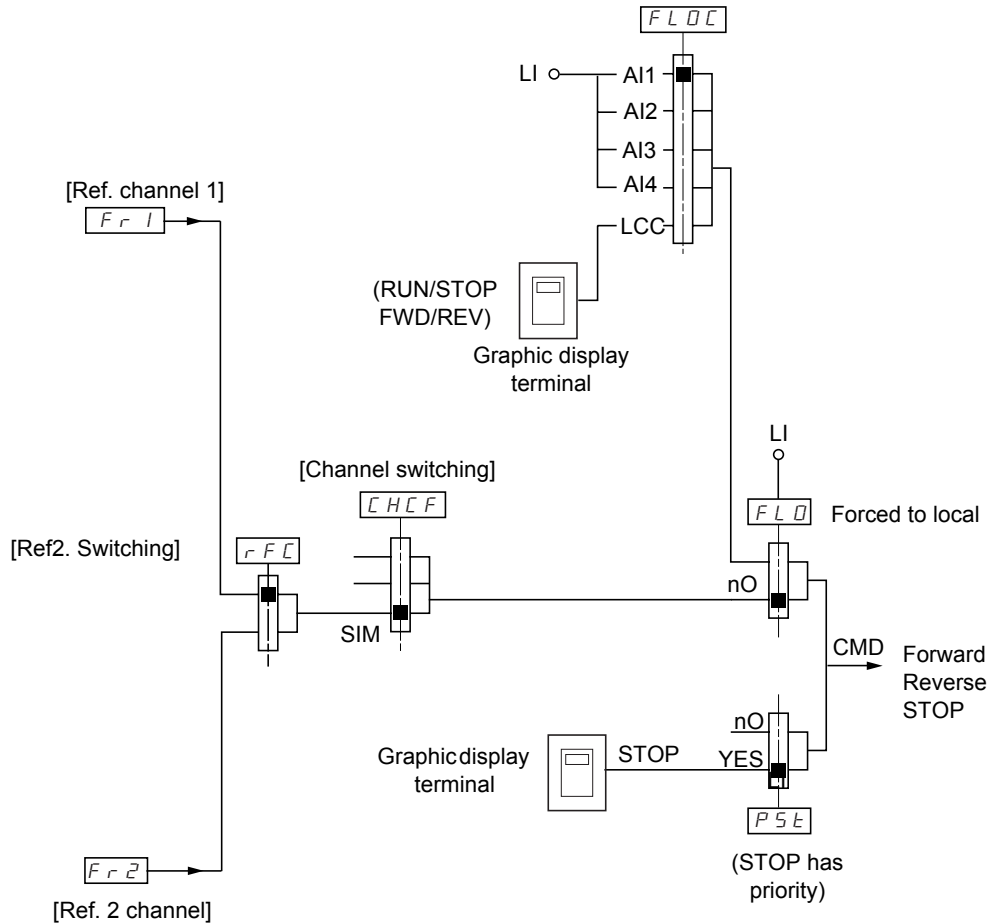 FLOC
LI
AI1
AI2
AI3
AI4
LCC
[Ref. channel 1]
Fr1
(RUN/STOP
FWD/REV)
Graphic display
terminal
LI
[Channel switching]
CHCF
FLO
Forced to local
[Ref2. Switching]
rFC
nO
SIM
CMD
Forward
Reverse
STOP
nO
Graphic display
terminal
STOP
YES
PSt
(STOP has
priority)
Fr2
[Ref. 2 channel]